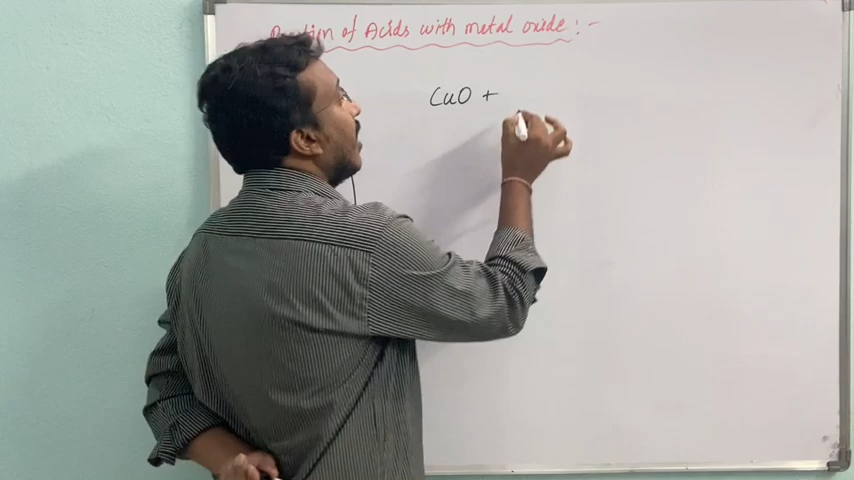 of Acids with metal oxide :-
CuO +